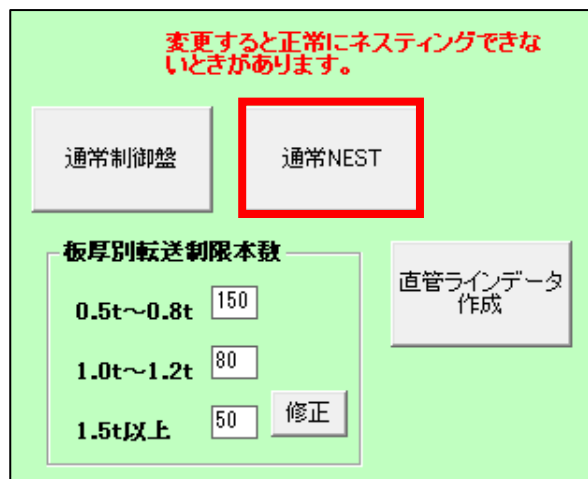 変更すると正常にネスティングできな
いときがあります。
通常制御盤
通常NEST
板厚別転送制限本数
0.5t～0.8t 150
1.0t～1.2t 80
1.5t以上 50 修正
直管ラインデータ
作成